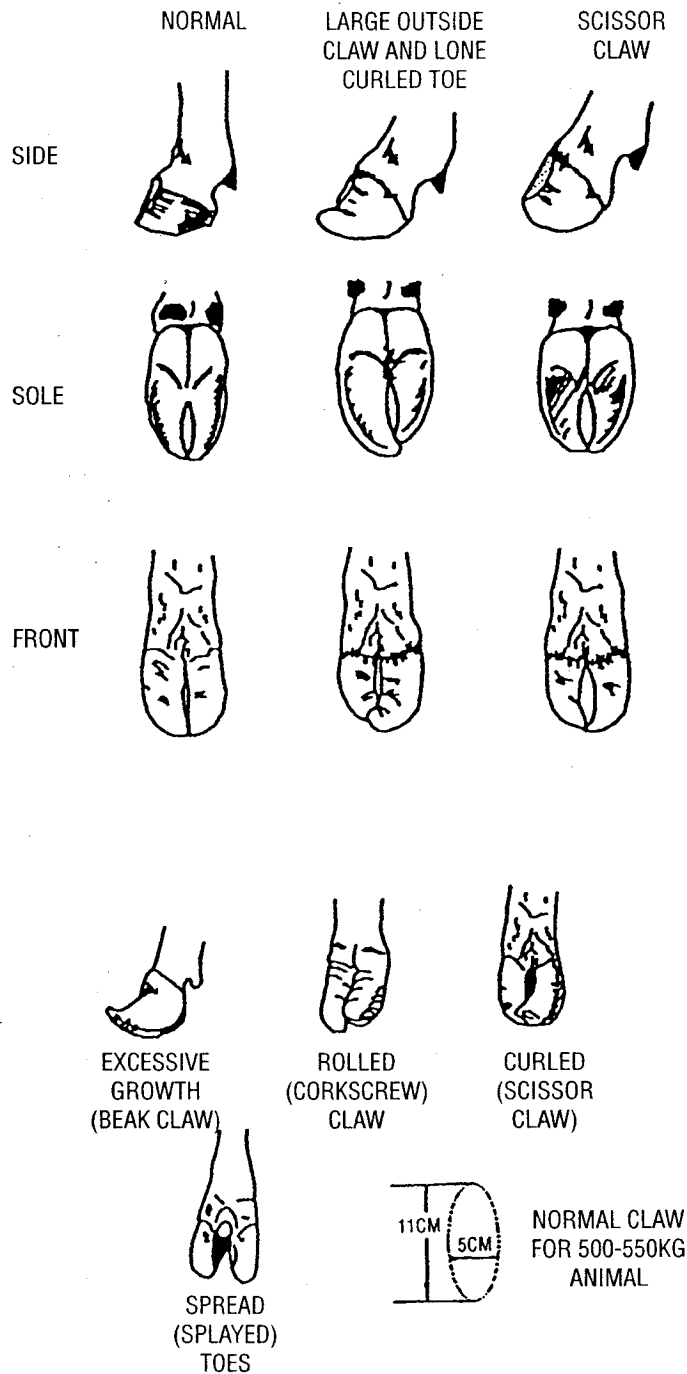 NORMAL
LARGE OUTSIDE
CLAW AND LONE
CURLED TOE
SCISSOR
CLAW
SIDE
SOLE
FRONT
EXCESSIVE
GROWTH
(BEAK CLAW)
ROLLED
(CORKSCREW)
CLAW
CURLED
(SCISSOR
CLAW)
SPREAD
(SPLAYED)
TOES
11CM
5CM
NORMAL CLAW
FOR 500-550KG
ANIMAL